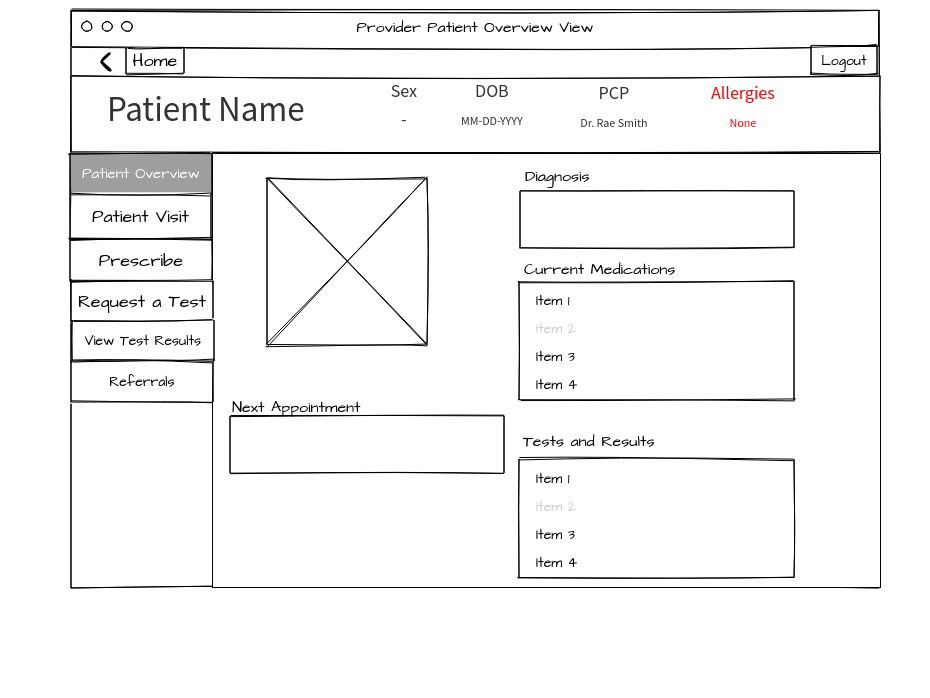 Provider Patient Overview View
Home
Logout
Patient Name
Sex
DOB
PCP
Allergies
-
MM-DD-YYYY
Dr. Rae Smith
None
Patient Overview
Patient Visit
Prescribe
Request a Test
View Test Results
Referrals
Next Appointment
Diagnosis
Current Medications
Item 1
Item 2
Item 3
Item 4
Tests and Results
Item 1
Item 2
Item 3
Item 4